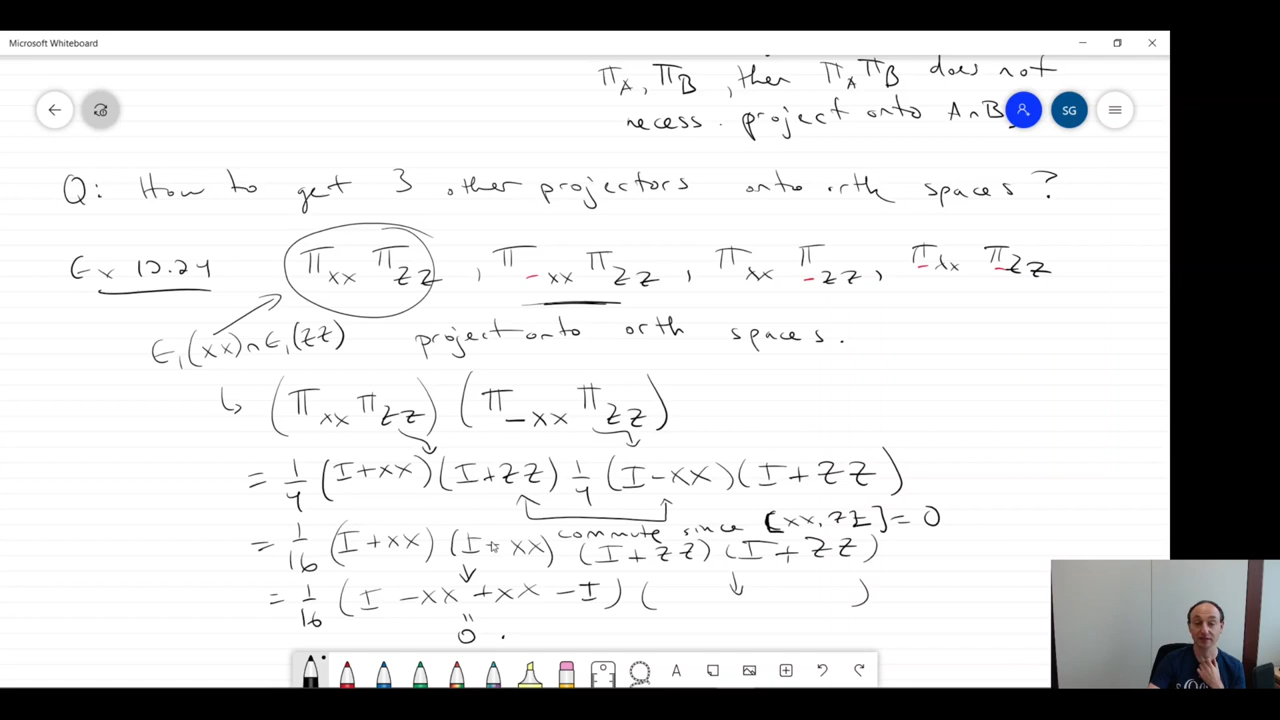 Microsoft Whiteboard
Π_A, Π_B, then Π_A Π_B does not
necess. project onto A∩B.
SG
Q: How to get 3 other projectors onto orth spaces?
Ex 10.24 Π_XX Π_ZZ, Π_-XX Π_ZZ, Π_XX Π_-ZZ, Π_-XX Π_-ZZ
E₁(XX)∩E₁(ZZ) project onto orth spaces.
↳ (Π_XX Π_ZZ) (Π_-XX Π_ZZ)
= 1/4 (I+XX)(I+ZZ) 1/4 (I-XX)(I+ZZ)
commute since [XX, ZZ] = 0
= 1/16 (I+XX) (I-XX) (I+ZZ) (I+ZZ)
= 1/16 (I -XX +XX -I) ( )
" 
0 .
A